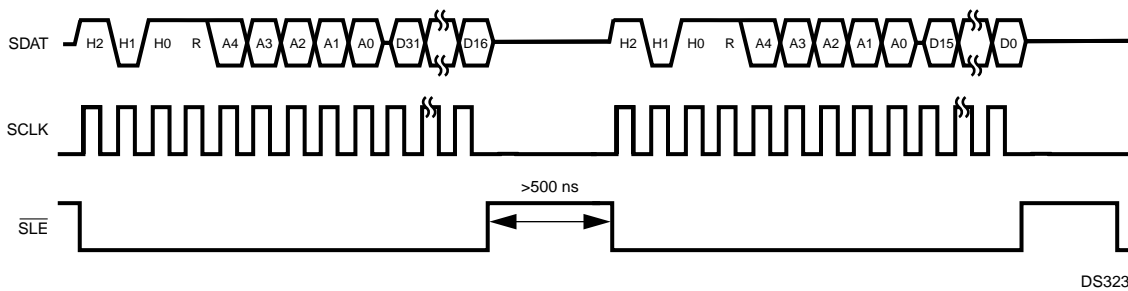 SDAT H2 H1 H0 R A4 A3 A2 A1 A0 D31 D16 H2 H1 H0 R A4 A3 A2 A1 A0 D15 D0
SCLK
>500 ns
SLE
DS323